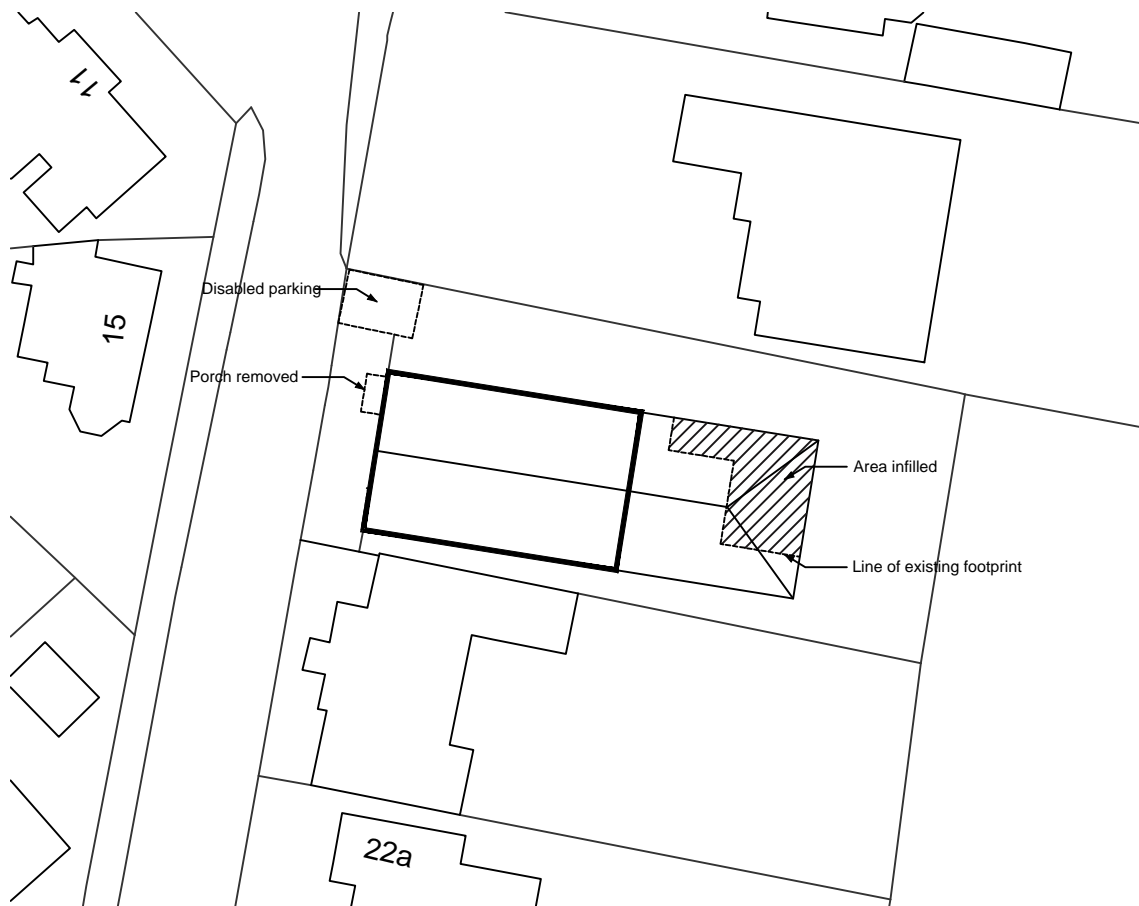 11
Disabled parking
15
Porch removed
Area infilled
Line of existing footprint
22a